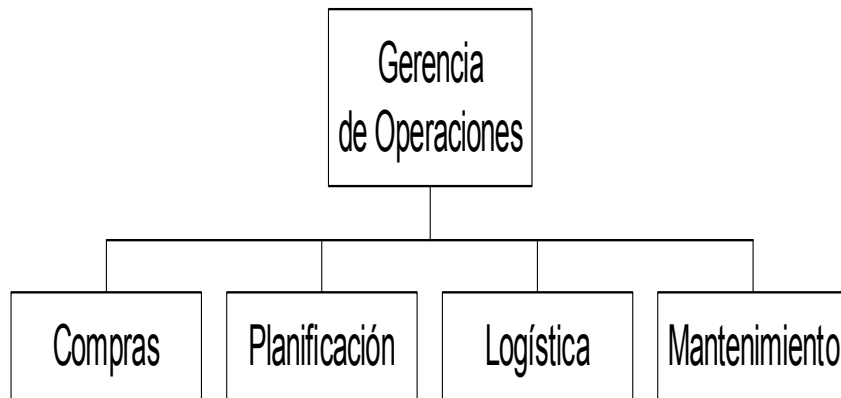 Gerencia
de Operaciones
Compras
Planificación
Logística
Mantenimiento